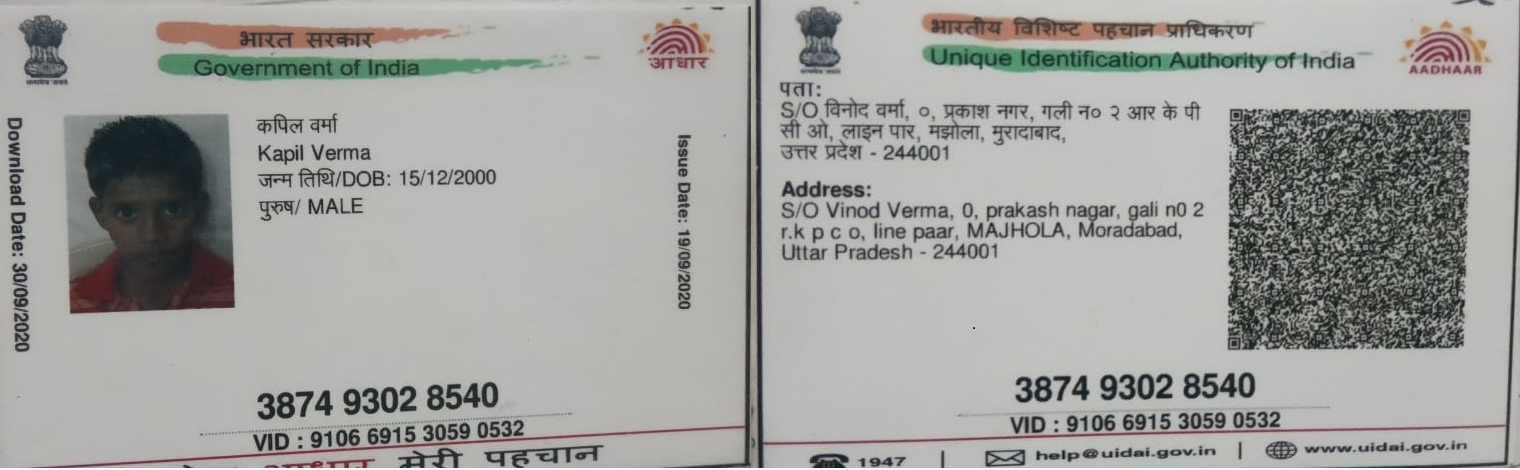 भारत सरकार
Government of India
आधार
Download Date: 30/09/2020
कपिल वर्मा
Kapil Verma
जन्म तिथि/DOB: 15/12/2000
पुरुष/ MALE
Issue Date: 19/09/2020
3874 9302 8540
VID : 9106 6915 3059 0532
आधार मेरी पहचान
भारतीय विशिष्ट पहचान प्राधिकरण
Unique Identification Authority of India
AADHAAR
पता:
S/O विनोद वर्मा, ०, प्रकाश नगर, गली न० २ आर के पी
सी ओ, लाइन पार, मझोला, मुरादाबाद,
उत्तर प्रदेश - 244001
Address:
S/O Vinod Verma, 0, prakash nagar, gali n0 2
r.k p c o, line paar, MAJHOLA, Moradabad,
Uttar Pradesh - 244001
3874 9302 8540
VID : 9106 6915 3059 0532
1947 | help@uidai.gov.in | www.uidai.gov.in